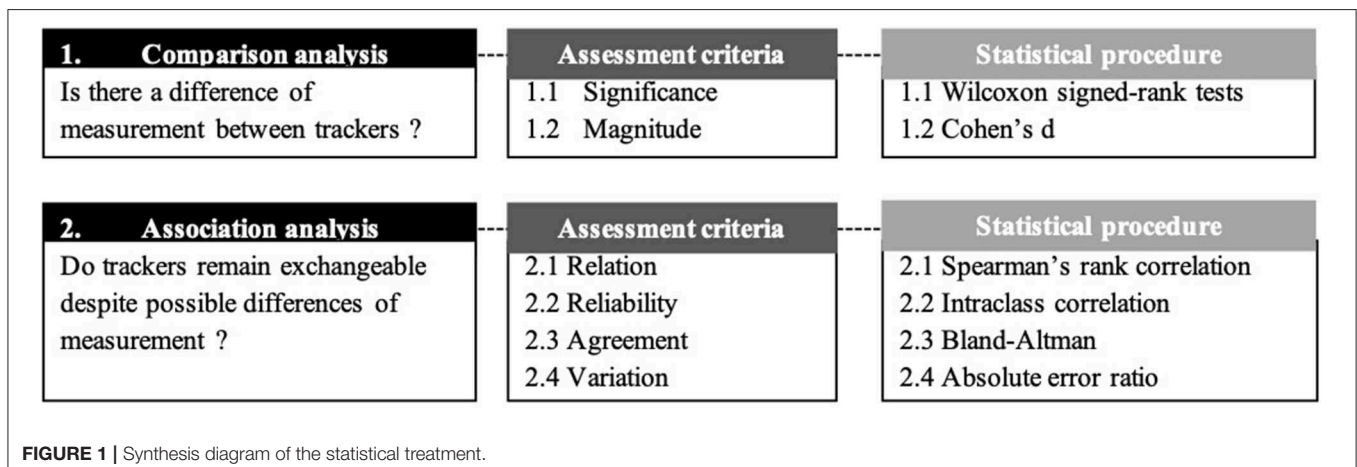 1. Comparison analysis
Is there a difference of
measurement between trackers ?
Assessment criteria
1.1 Significance
1.2 Magnitude
Statistical procedure
1.1 Wilcoxon signed-rank tests
1.2 Cohen's d
2. Association analysis
Do trackers remain exchangeable
despite possible differences of
measurement ?
Assessment criteria
2.1 Relation
2.2 Reliability
2.3 Agreement
2.4 Variation
Statistical procedure
2.1 Spearman's rank correlation
2.2 Intraclass correlation
2.3 Bland-Altman
2.4 Absolute error ratio
FIGURE 1 | Synthesis diagram of the statistical treatment.